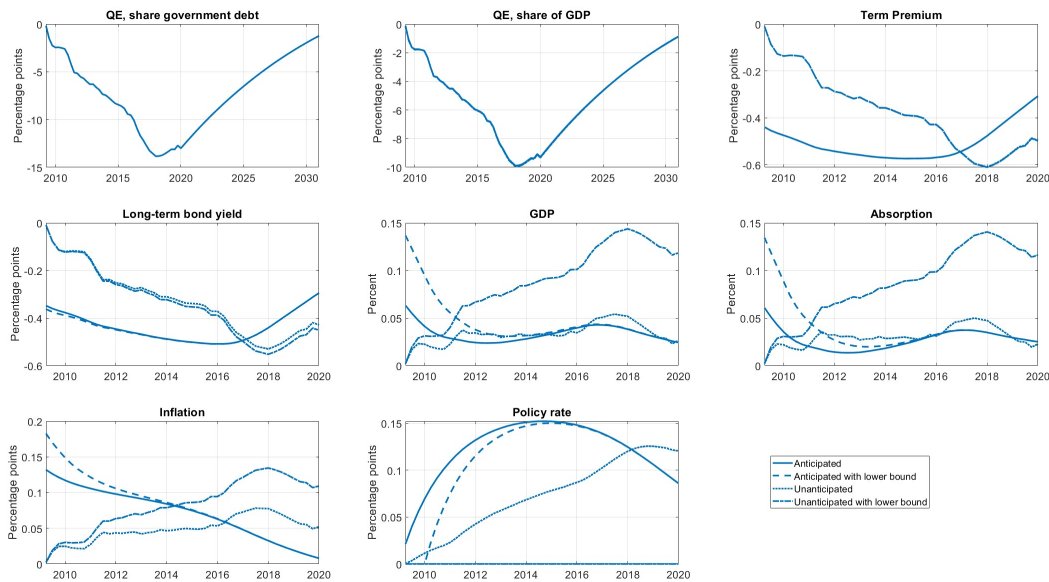 QE, share government debt
Percentage points
0
-5
-10
-15
2010 2015 2020 2025 2030
QE, share of GDP
Percentage points
0
-2
-4
-6
-8
-10
2010 2015 2020 2025 2030
Term Premium
Percentage points
0
-0.2
-0.4
-0.6
2010 2012 2014 2016 2018 2020
Long-term bond yield
Percentage points
0
-0.2
-0.4
-0.6
2010 2012 2014 2016 2018 2020
GDP
Percent
0.15
0.1
0.05
0
2010 2012 2014 2016 2018 2020
Absorption
Percent
0.15
0.1
0.05
0
2010 2012 2014 2016 2018 2020
Inflation
Percentage points
0.2
0.15
0.1
0.05
0
2010 2012 2014 2016 2018 2020
Policy rate
Percentage points
0.15
0.1
0.05
0
2010 2012 2014 2016 2018 2020
Anticipated
Anticipated with lower bound
Unanticipated
Unanticipated with lower bound